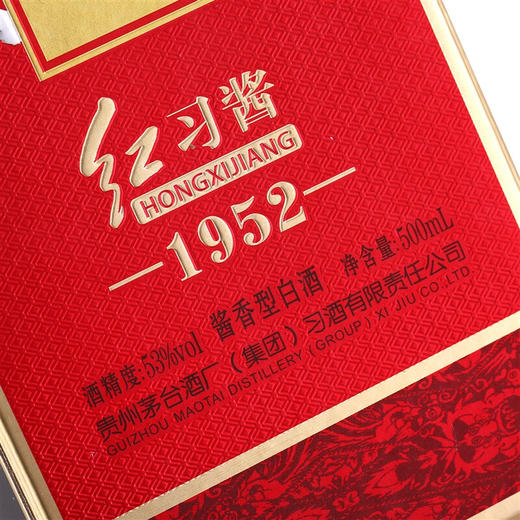 红习酱
HONGXIJIANG
1952
酒精度:53%vol 酱香型白酒 净含量:500mL
贵州茅台酒厂(集团)习酒有限责任公司
GUIZHOU MAOTAI DISTILLERY (GROUP) XI JIU CO.,LTD